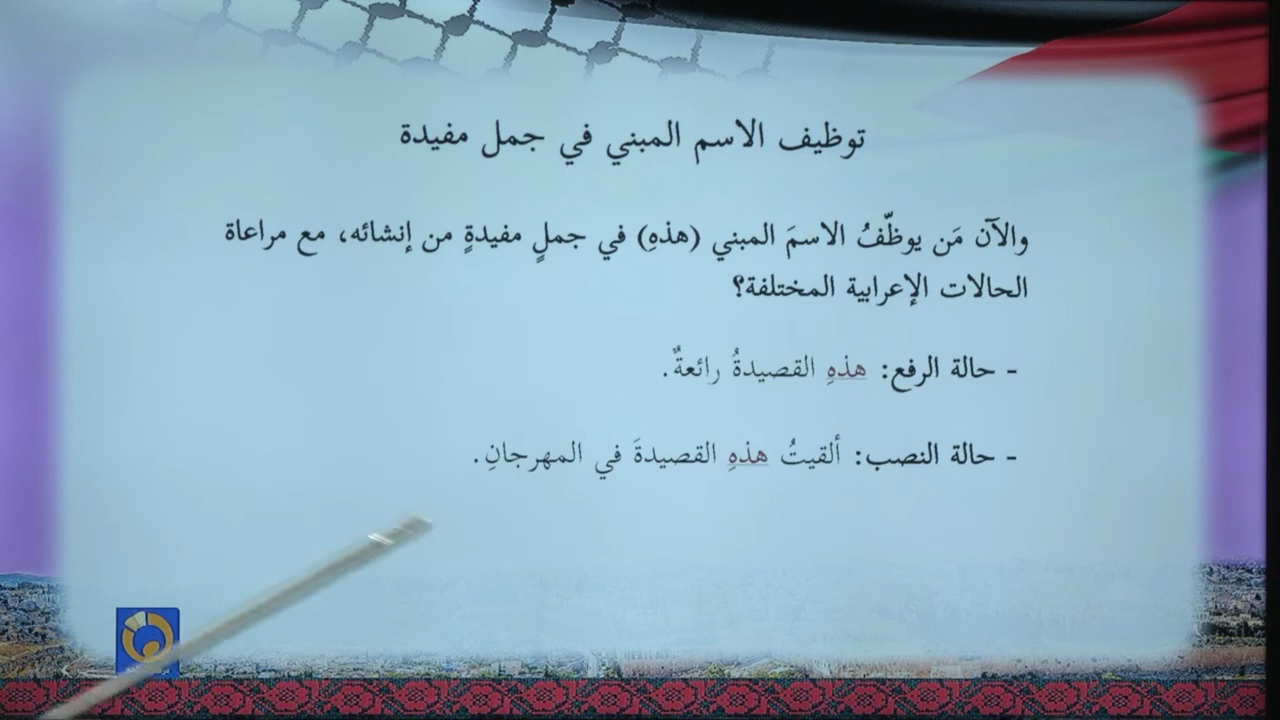 توظيف الاسم المبني في جمل مفيدة
والآن مَن يوظّفُ الاسمَ المبني (هذهِ) في جملٍ مفيدةٍ من إنشائه، مع مراعاة
الحالات الإعرابية المختلفة؟
- حالة الرفع: هذهِ القصيدةُ رائعةٌ.
- حالة النصب: ألقيتُ هذهِ القصيدةَ في المهرجانِ.